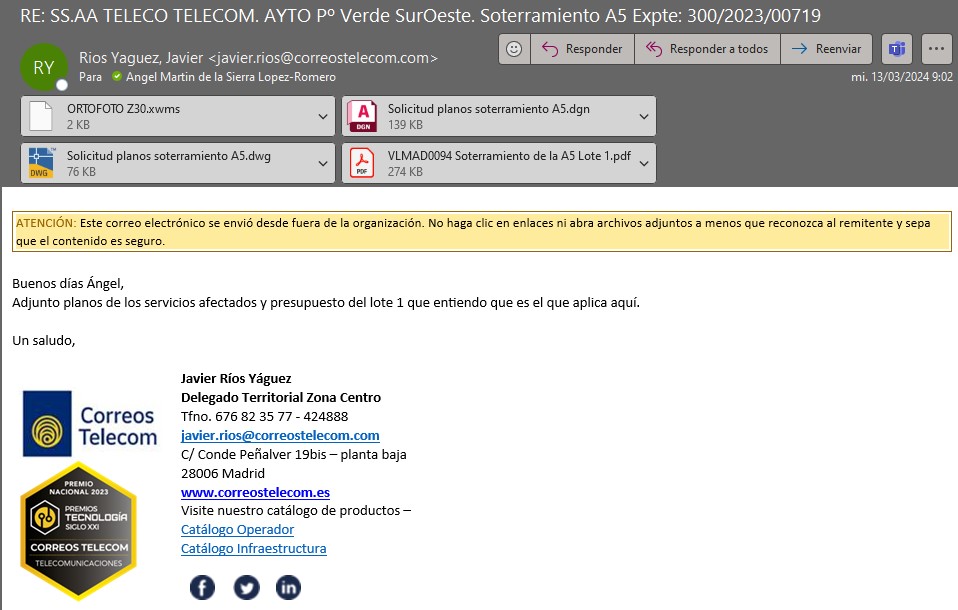 RE: SS.AA TELECO TELECOM. AYTO Pº Verde SurOeste. Soterramiento A5 Expte: 300/2023/00719
RY
Rios Yaguez, Javier <javier.rios@correostelecom.com>
Para Angel Martin de la Sierra Lopez-Romero
Responder
Responder a todos
Reenviar
mi. 13/03/2024 9:02
ORTOFOTO Z30.xwms
2 KB
Solicitud planos soterramiento A5.dgn
139 KB
Solicitud planos soterramiento A5.dwg
76 KB
VLMAD0094 Soterramiento de la A5 Lote 1.pdf
274 KB
A
DGN
DWG
PDF
ATENCIÓN: Este correo electrónico se envió desde fuera de la organización. No haga clic en enlaces ni abra archivos adjuntos a menos que reconozca al remitente y sepa
que el contenido es seguro.
Buenos días Ángel,
Adjunto planos de los servicios afectados y presupuesto del lote 1 que entiendo que es el que aplica aquí.
Un saludo,
Correos
Telecom
PREMIO
NACIONAL 2023
PREMIOS
TECNOLOGÍA
SIGLO XXI
CORREOS TELECOM
TELECOMUNICACIONES
Javier Ríos Yáguez
Delegado Territorial Zona Centro
Tfno. 676 82 35 77 - 424888
javier.rios@correostelecom.com
C/ Conde Peñalver 19bis – planta baja
28006 Madrid
www.correostelecom.es
Visite nuestro catálogo de productos –
Catálogo Operador
Catálogo Infraestructura